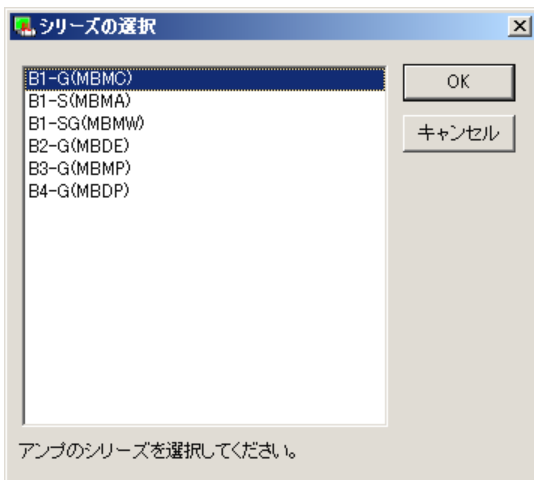 シリーズの選択
B1-G(MBMC)
B1-S(MBMA)
B1-SG(MBMW)
B2-G(MBDE)
B3-G(MBMP)
B4-G(MBDP)
OK
キャンセル
アンプのシリーズを選択してください。